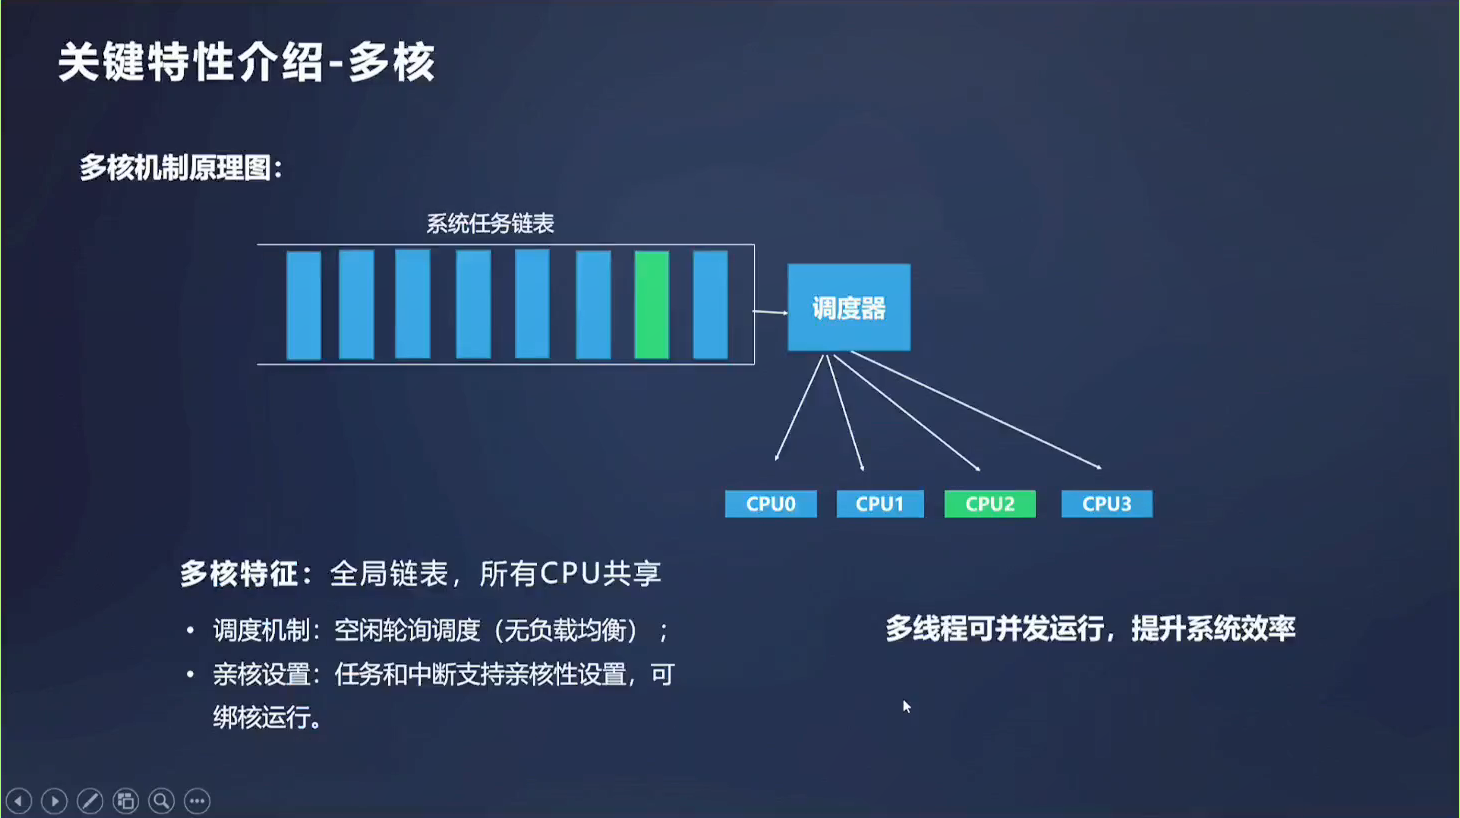 关键特性介绍-多核
多核机制原理图：
系统任务链表
调度器
CPU0
CPU1
CPU2
CPU3
多核特征：全局链表，所有CPU共享
• 调度机制：空闲轮询调度（无负载均衡）；
• 亲核设置：任务和中断支持亲核性设置，可
绑核运行。
多线程可并发运行，提升系统效率